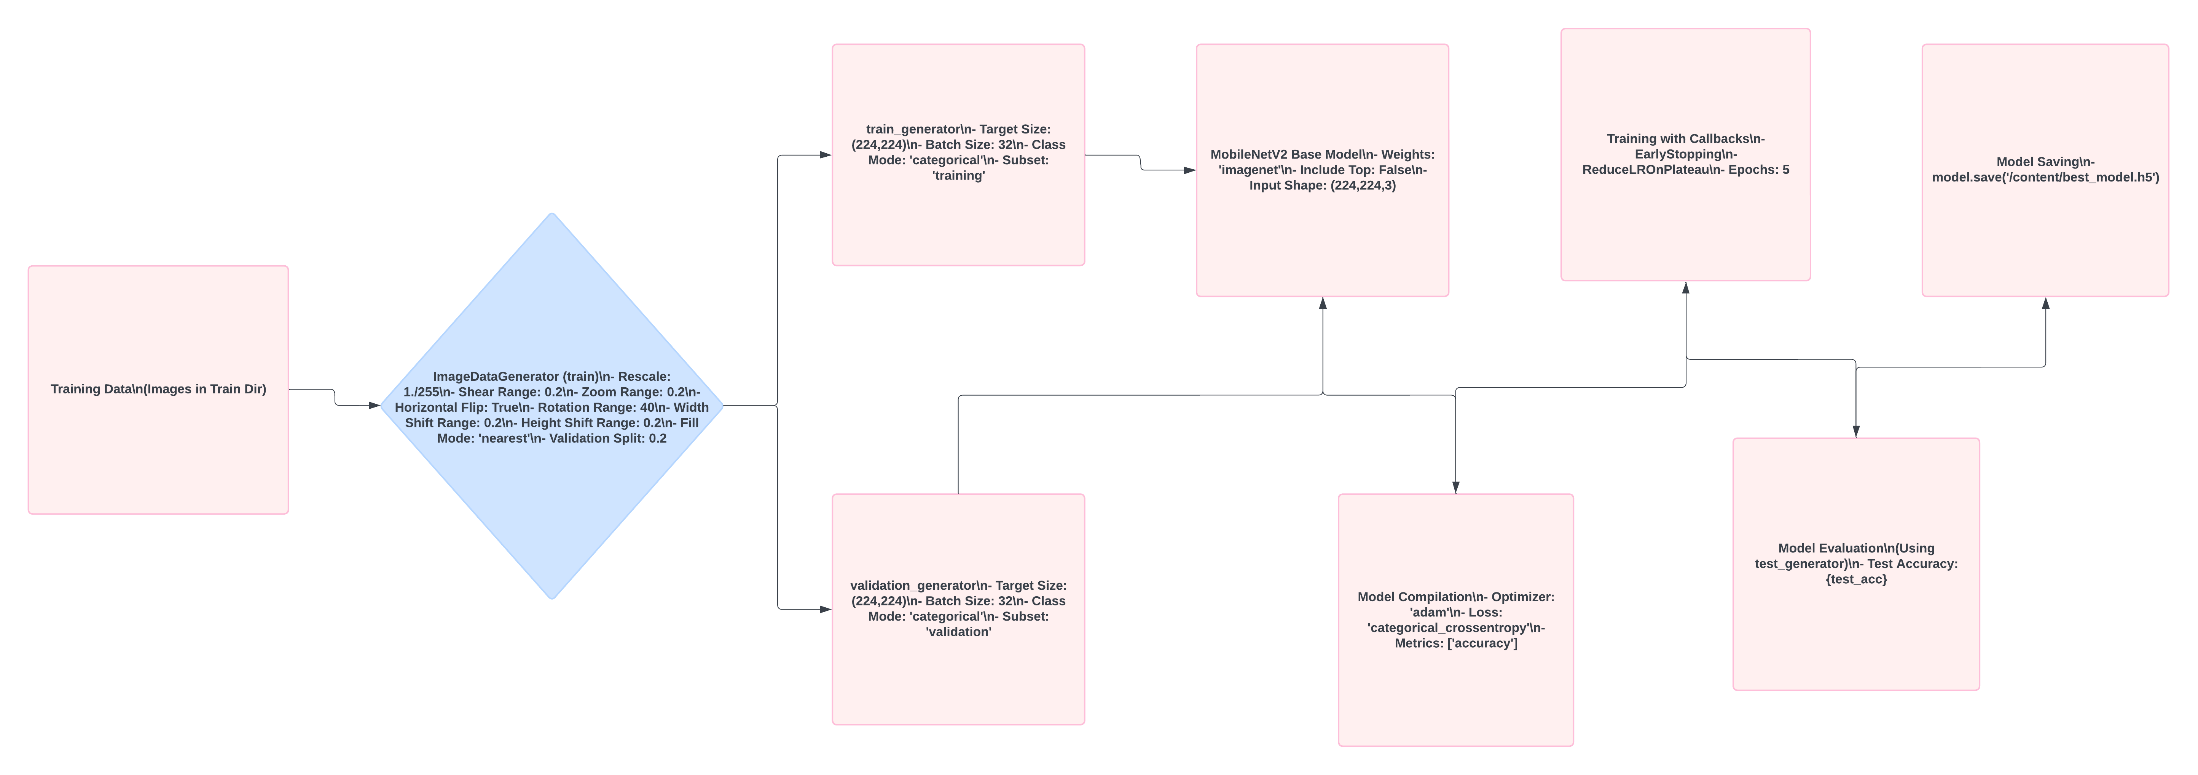 Training Data\n(Images in Train Dir)
ImageDataGenerator (train)\n- Rescale:
1./255\n- Shear Range: 0.2\n- Zoom Range: 0.2\n-
Horizontal Flip: True\n- Rotation Range: 40\n- Width
Shift Range: 0.2\n- Height Shift Range: 0.2\n- Fill
Mode: 'nearest'\n- Validation Split: 0.2
train_generator\n- Target Size:
(224,224)\n- Batch Size: 32\n- Class
Mode: 'categorical'\n- Subset:
'training'
validation_generator\n- Target Size:
(224,224)\n- Batch Size: 32\n- Class
Mode: 'categorical'\n- Subset:
'validation'
MobileNetV2 Base Model\n- Weights:
'imagenet'\n- Include Top: False\n-
Input Shape: (224,224,3)
Model Compilation\n- Optimizer:
'adam'\n- Loss:
'categorical_crossentropy'\n-
Metrics: ['accuracy']
Training with Callbacks\n-
EarlyStopping\n-
ReduceLROnPlateau\n- Epochs: 5
Model Evaluation\n(Using
test_generator)\n- Test Accuracy:
{test_acc}
Model Saving\n-
model.save('/content/best_model.h5')